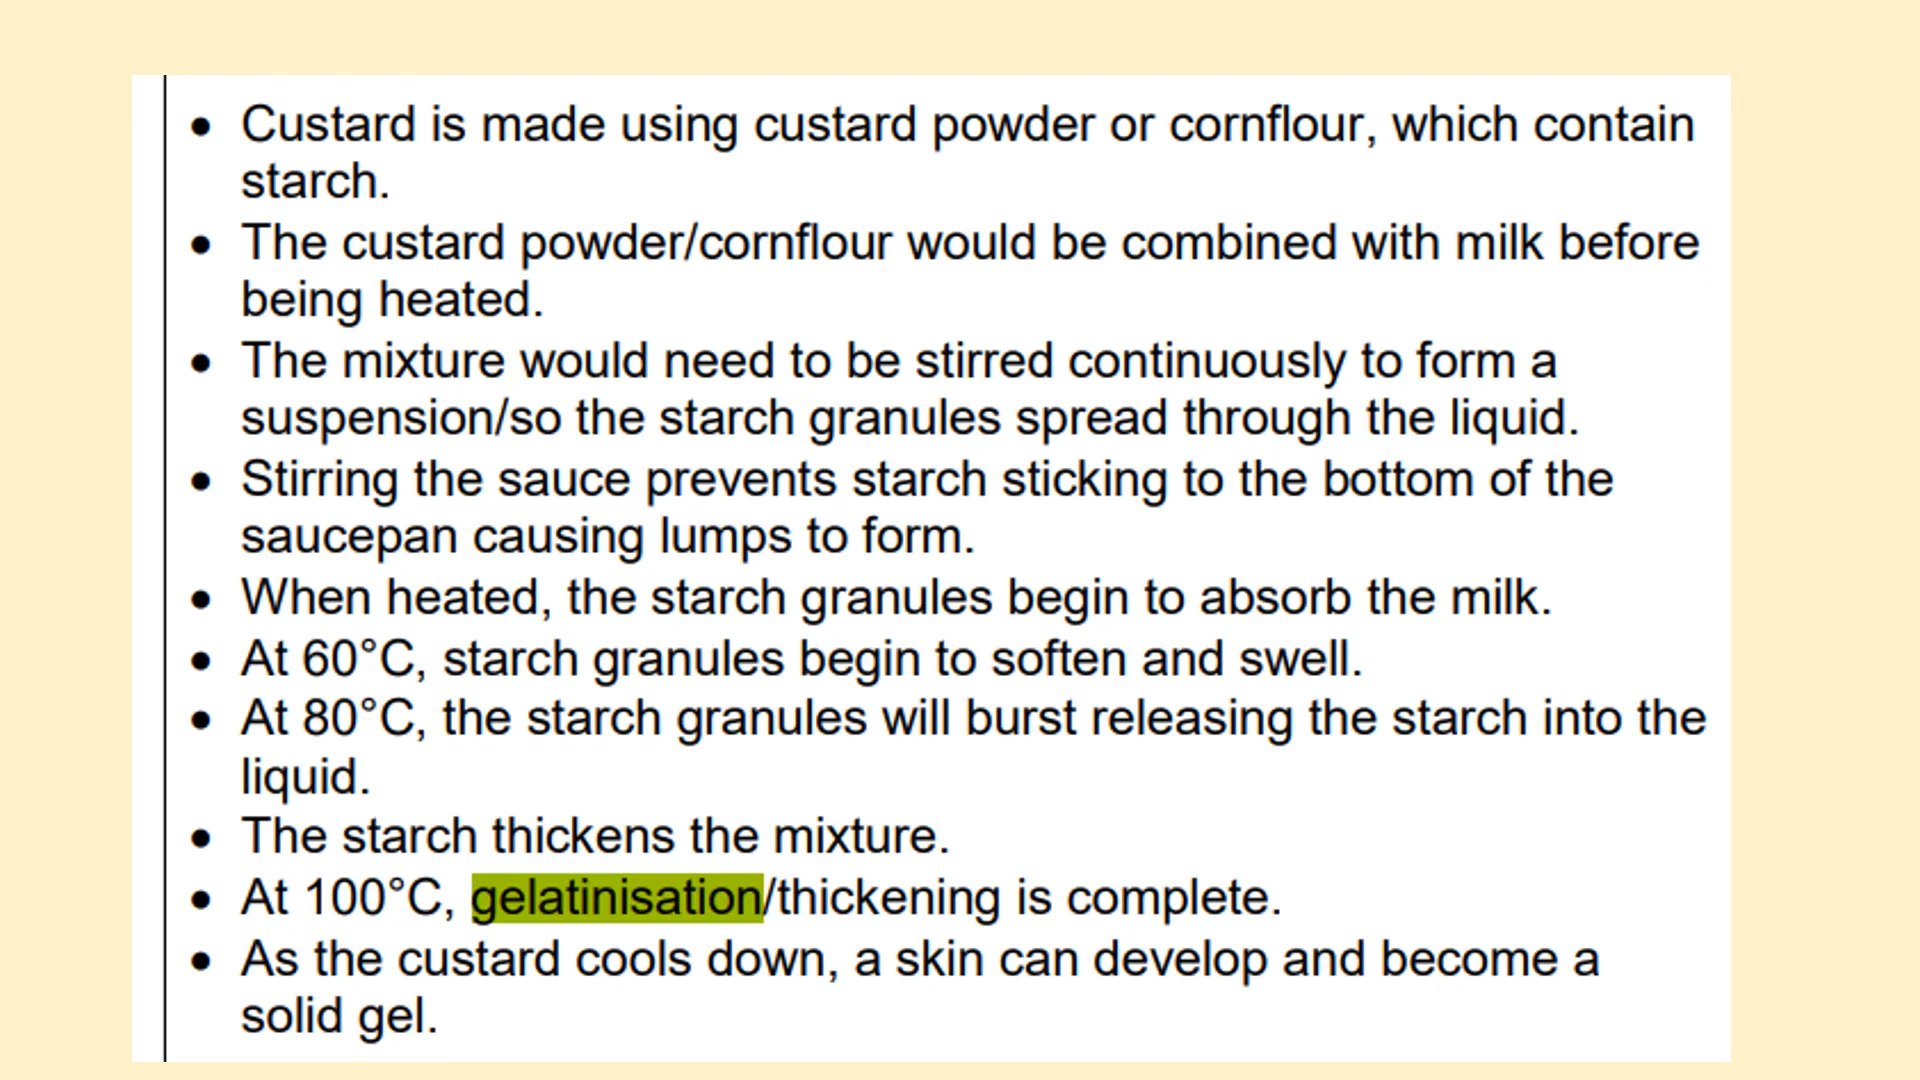 • Custard is made using custard powder or cornflour, which contain
starch.
• The custard powder/cornflour would be combined with milk before
being heated.
• The mixture would need to be stirred continuously to form a
suspension/so the starch granules spread through the liquid.
• Stirring the sauce prevents starch sticking to the bottom of the
saucepan causing lumps to form.
• When heated, the starch granules begin to absorb the milk.
• At 60°C, starch granules begin to soften and swell.
• At 80°C, the starch granules will burst releasing the starch into the
liquid.
• The starch thickens the mixture.
• At 100°C, gelatinisation/thickening is complete.
• As the custard cools down, a skin can develop and become a
solid gel.